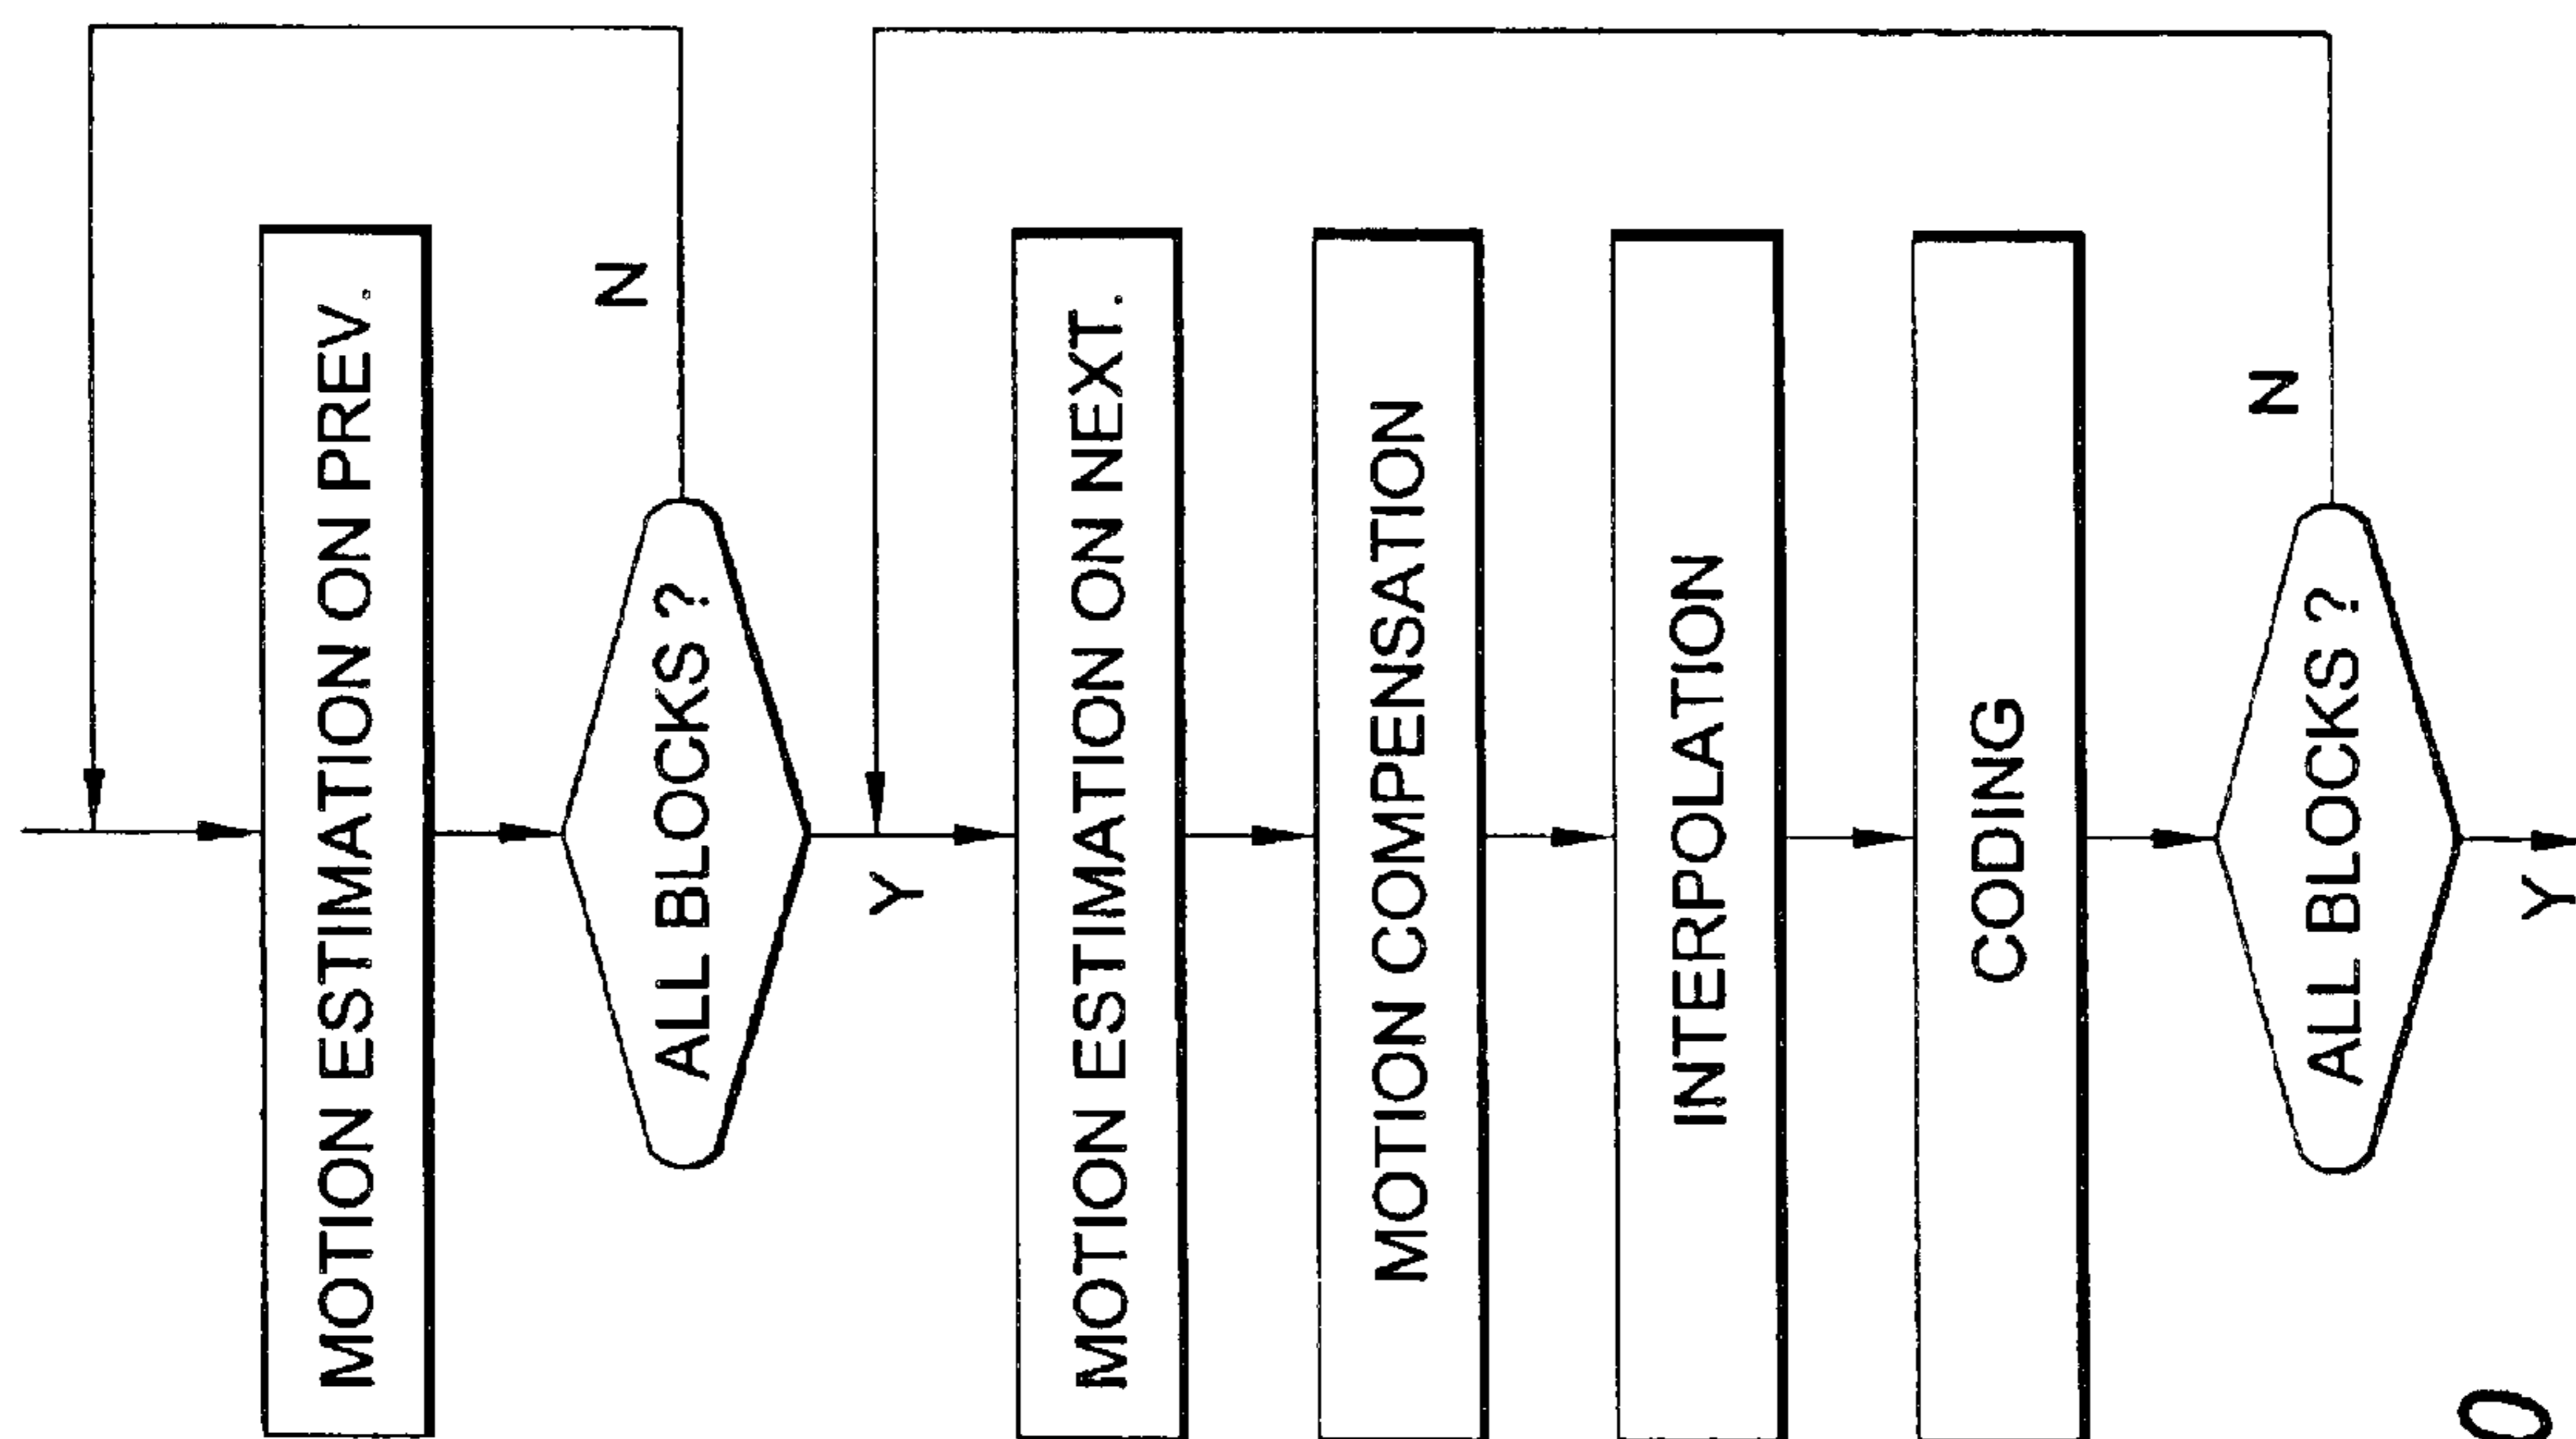 MOTION ESTIMATION ON PREV.
N
ALL BLOCKS ?
Y
MOTION ESTIMATION ON NEXT.
MOTION COMPENSATION
INTERPOLATION
CODING
N
ALL BLOCKS ?
Y